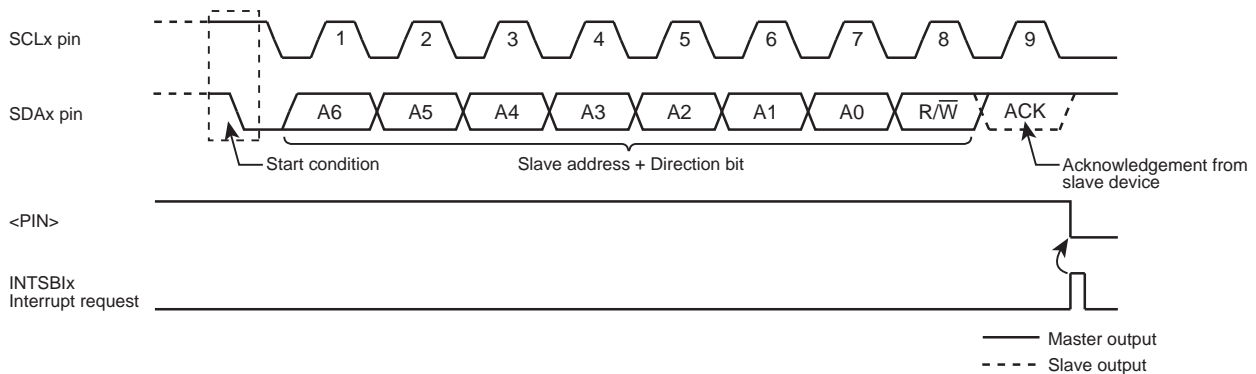 SCLx pin
1 2 3 4 5 6 7 8 9
SDAx pin
A6 A5 A4 A3 A2 A1 A0 R/W̅ ACK
Start condition
Slave address + Direction bit
Acknowledgement from
slave device
<PIN>
INTSBIx
Interrupt request
Master output
Slave output